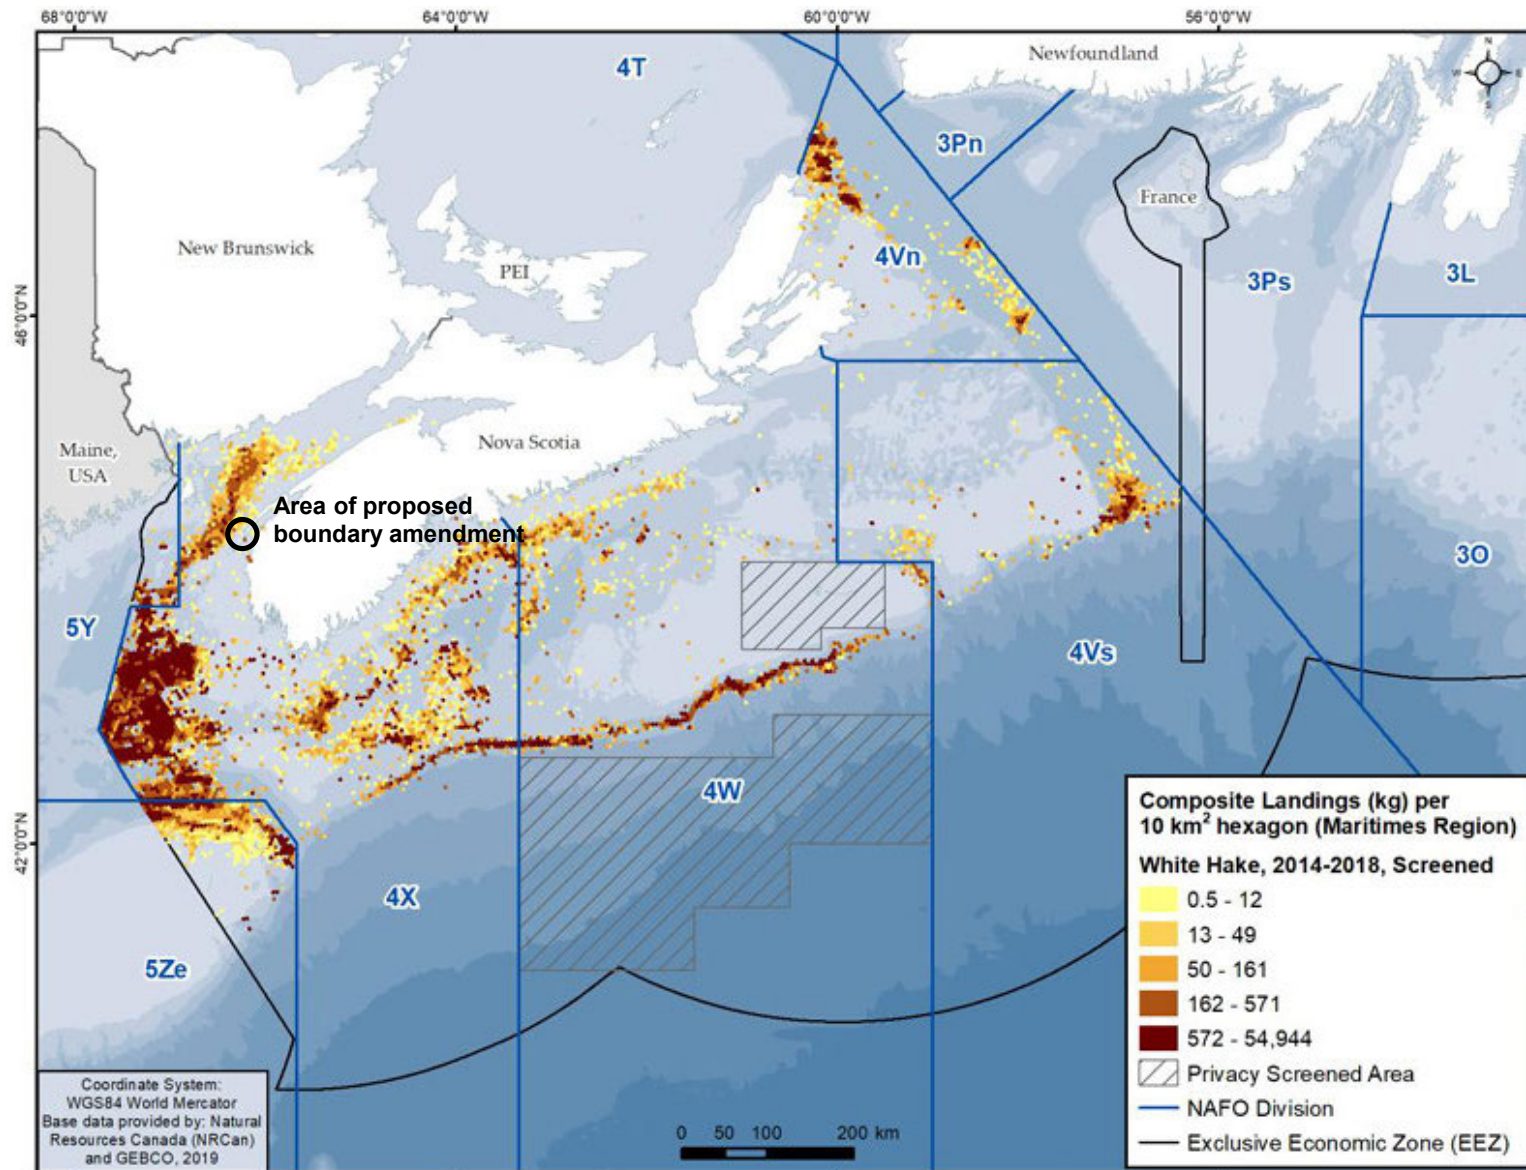 68°0'0"W 64°0'0"W 60°0'0"W 56°0'0"W
Newfoundland
N
W E
S
4T
3Pn
France
New Brunswick
4Vn
PEI
3Ps
3L
46°0'0"N
Nova Scotia
Maine,
USA
Area of proposed
boundary amendment
3O
5Y
4Vs
4W
42°0'0"N
4X
5Ze
Composite Landings (kg) per
10 km² hexagon (Maritimes Region)
White Hake, 2014-2018, Screened
0.5 - 12
13 - 49
50 - 161
162 - 571
572 - 54,944
Privacy Screened Area
NAFO Division
Exclusive Economic Zone (EEZ)
Coordinate System:
WGS84 World Mercator
Base data provided by: Natural
Resources Canada (NRCan)
and GEBCO, 2019
0 50 100 200 km